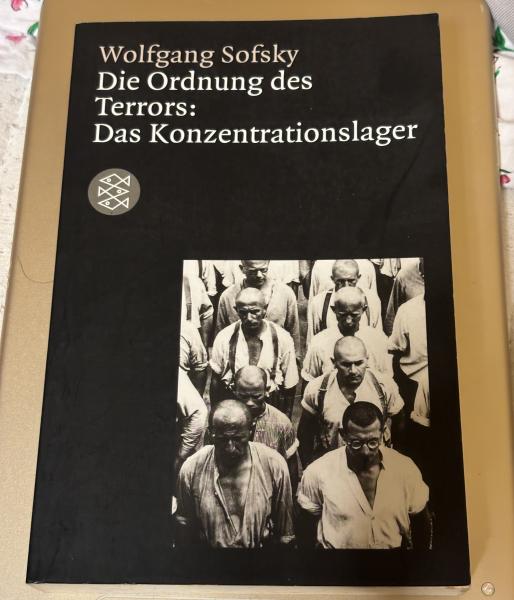 Wolfgang Sofsky
Die Ordnung des
Terrors:
Das Konzentrationslager